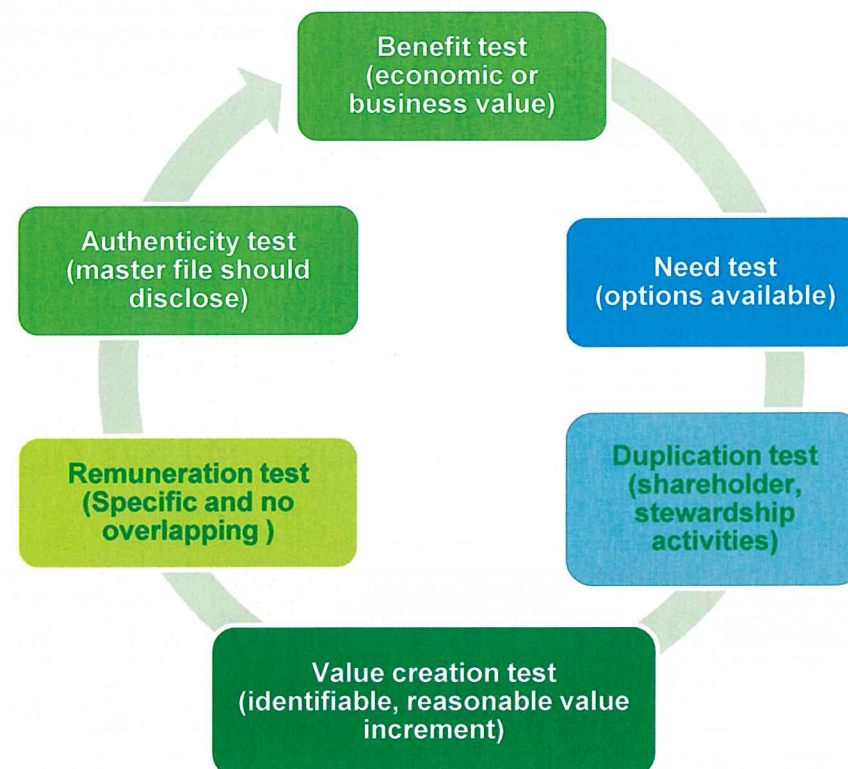 Benefit test
(economic or
business value)
Need test
(options available)
Duplication test
(shareholder,
stewardship
activities)
Value creation test
(identifiable, reasonable value
increment)
Remuneration test
(Specific and no
overlapping )
Authenticity test
(master file should
disclose)